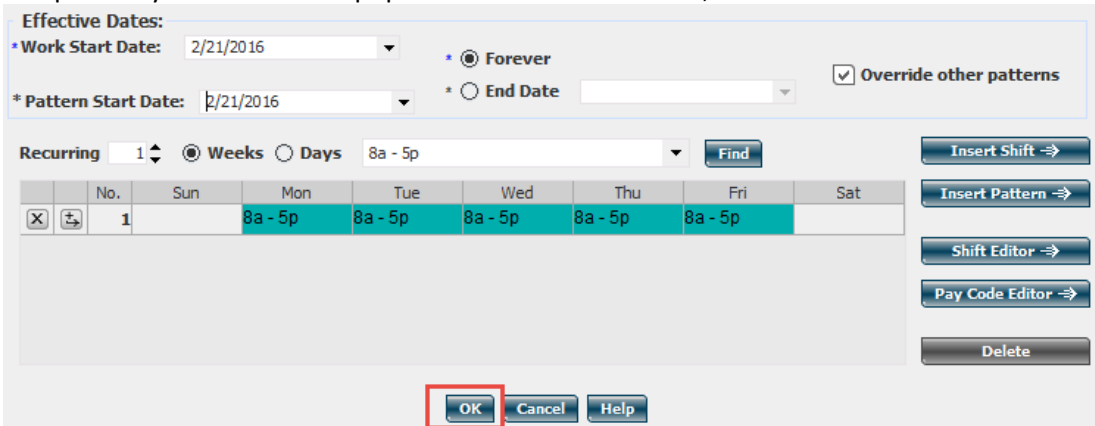 Effective Dates:
* Work Start Date: 2/21/2016
* Forever
Override other patterns
* End Date
* Pattern Start Date: 2/21/2016
Recurring 1 Weeks Days 8a - 5p Find
Insert Shift
No. Sun Mon Tue Wed Thu Fri Sat
Insert Pattern
X 1 8a - 5p 8a - 5p 8a - 5p 8a - 5p 8a - 5p
Shift Editor
Pay Code Editor
Delete
OK Cancel Help